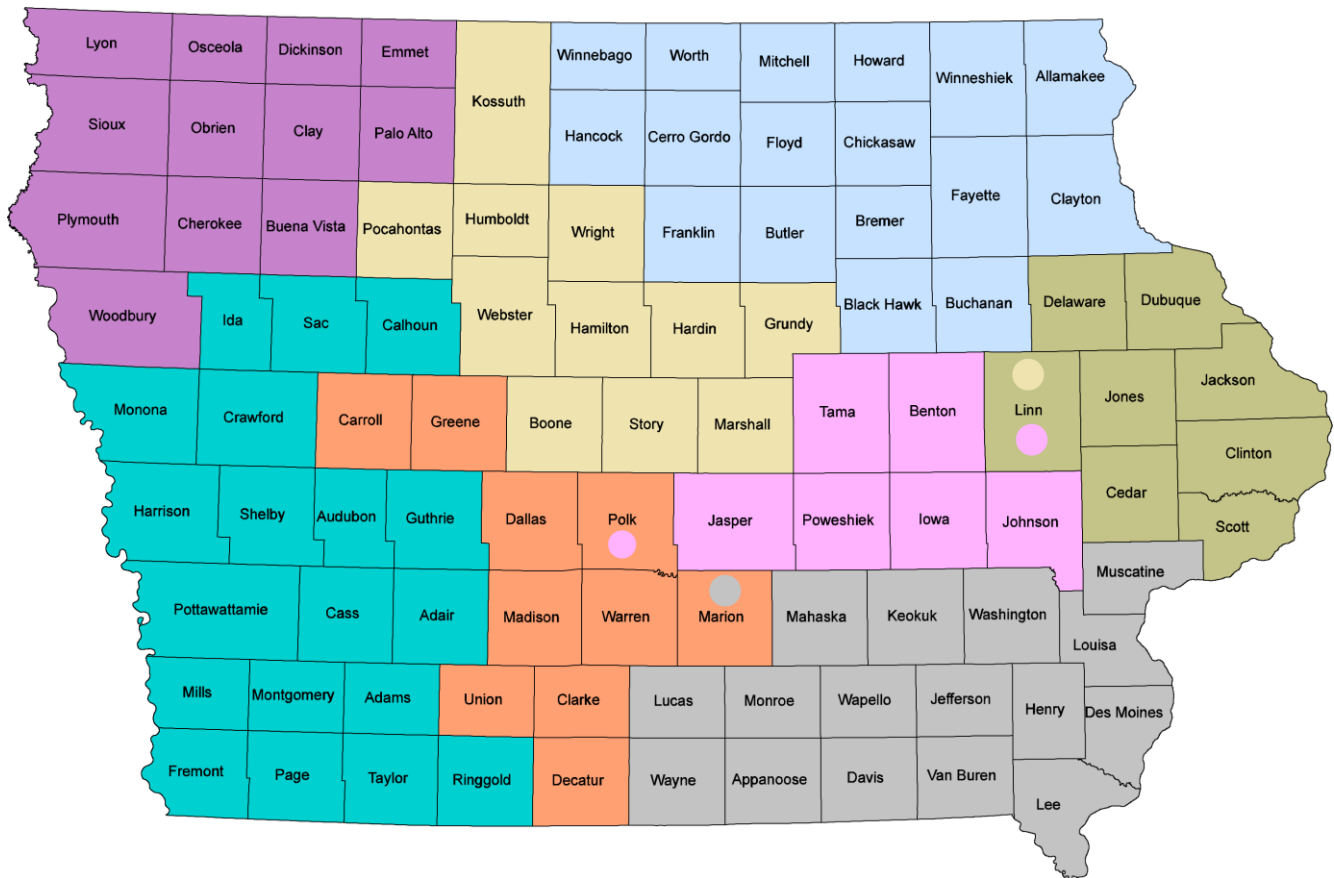 Lyon
Osceola
Dickinson
Emmet
Kossuth
Winnebago
Worth
Mitchell
Howard
Winneshiek
Allamakee
Sioux
Obrien
Clay
Palo Alto
Hancock
Cerro Gordo
Floyd
Chickasaw
Fayette
Clayton
Plymouth
Cherokee
Buena Vista
Pocahontas
Humboldt
Wright
Franklin
Butler
Bremer
Woodbury
Ida
Sac
Calhoun
Webster
Hamilton
Hardin
Grundy
Black Hawk
Buchanan
Delaware
Dubuque
Monona
Crawford
Carroll
Greene
Boone
Story
Marshall
Tama
Benton
Linn
Jones
Jackson
Clinton
Harrison
Shelby
Audubon
Guthrie
Dallas
Polk
Jasper
Poweshiek
Iowa
Johnson
Cedar
Scott
Muscatine
Pottawattamie
Cass
Adair
Madison
Warren
Marion
Mahaska
Keokuk
Washington
Louisa
Mills
Montgomery
Adams
Union
Clarke
Lucas
Monroe
Wapello
Jefferson
Henry
Des Moines
Fremont
Page
Taylor
Ringgold
Decatur
Wayne
Appanoose
Davis
Van Buren
Lee